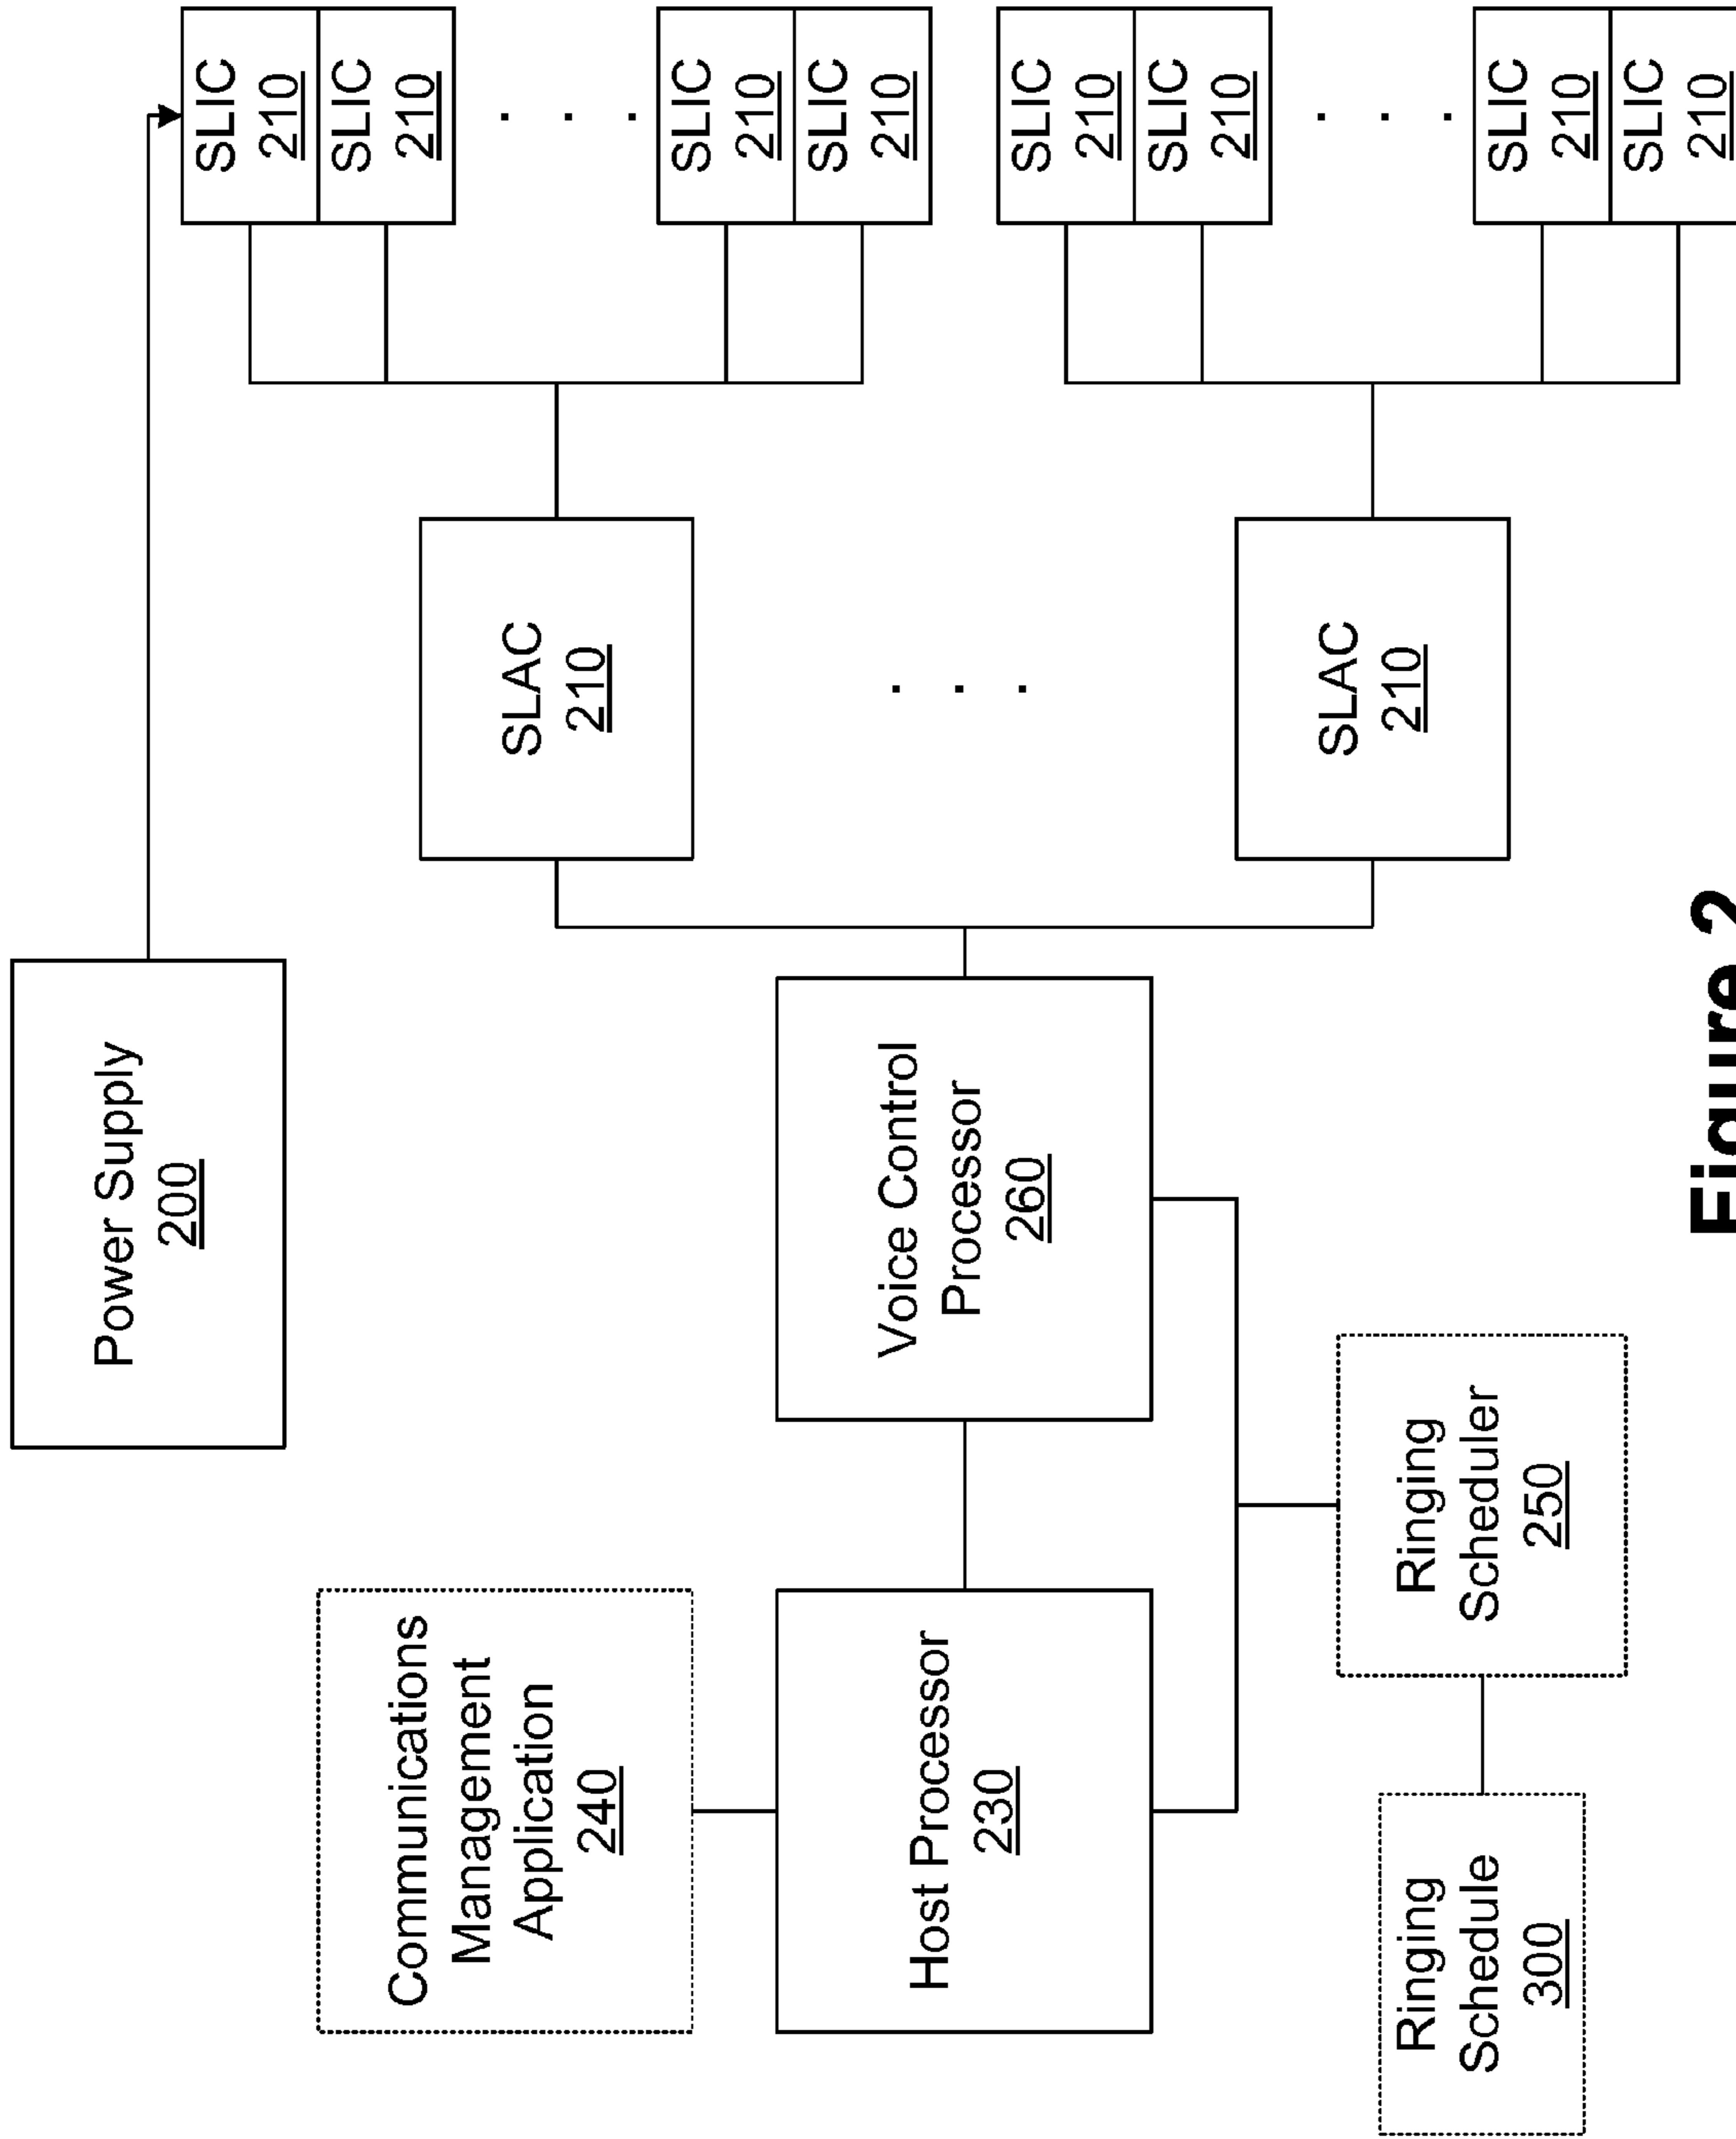 Power Supply
200
SLIC
210
SLIC
210
Communications
Management
Application
240
SLAC
210
SLIC
210
SLIC
210
Host Processor
230
Voice Control
Processor
260
SLIC
210
SLIC
210
SLAC
210
Ringing
Schedule
300
Ringing
Scheduler
250
SLIC
210
SLIC
210
Figure 2